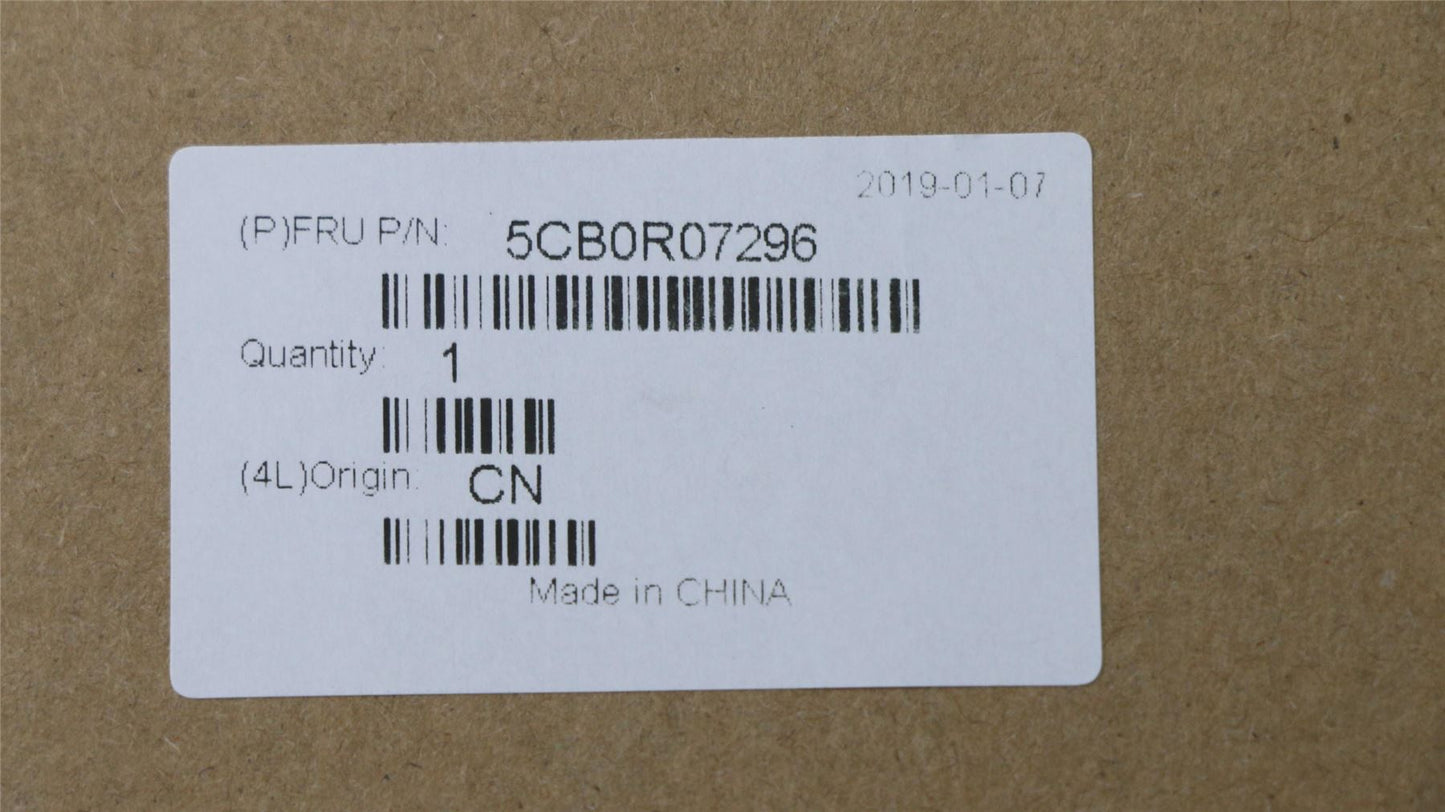 2019-01-07
(P)FRU P/N: 5CB0R07296
Quantity: 1
(4L)Origin: CN
Made in CHINA